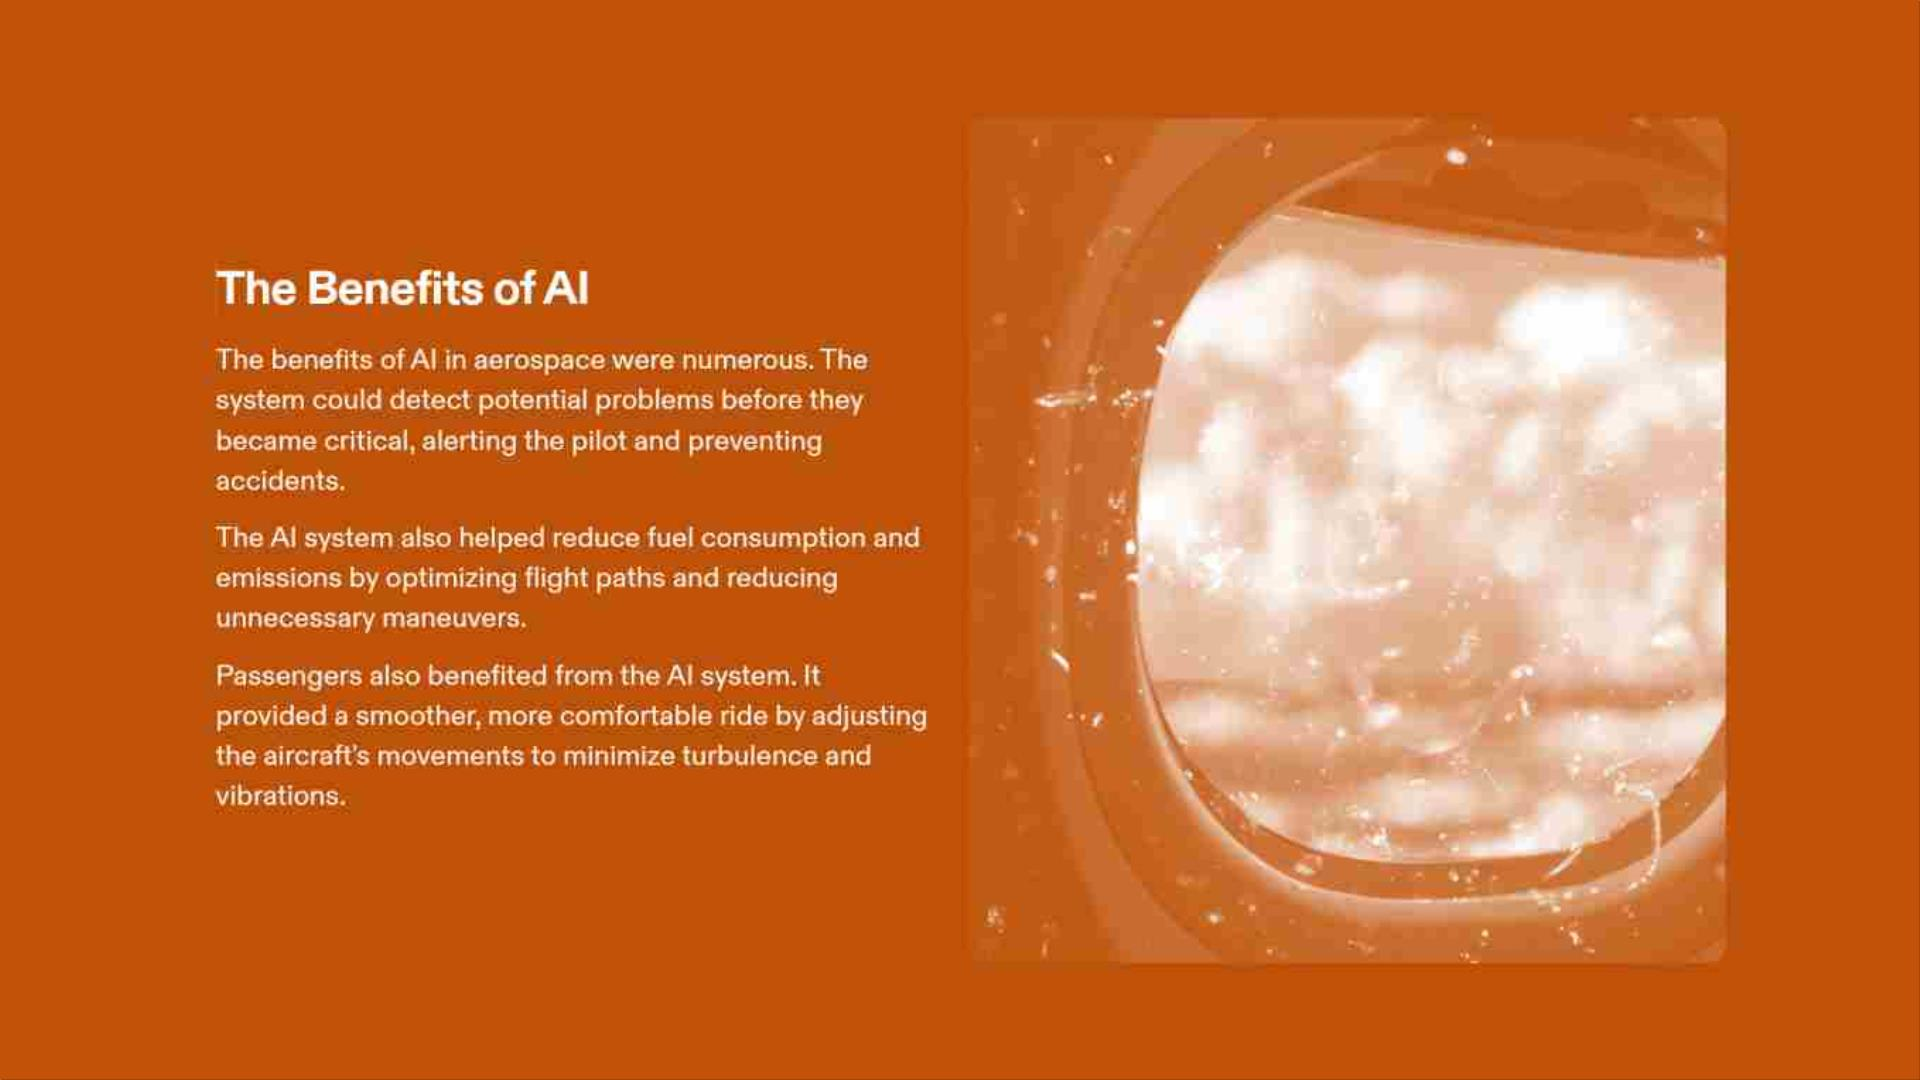 The Benefits of AI
The benefits of AI in aerospace were numerous. The
system could detect potential problems before they
became critical, alerting the pilot and preventing
accidents.
The AI system also helped reduce fuel consumption and
emissions by optimizing flight paths and reducing
unnecessary maneuvers.
Passengers also benefited from the AI system. It
provided a smoother, more comfortable ride by adjusting
the aircraft's movements to minimize turbulence and
vibrations.